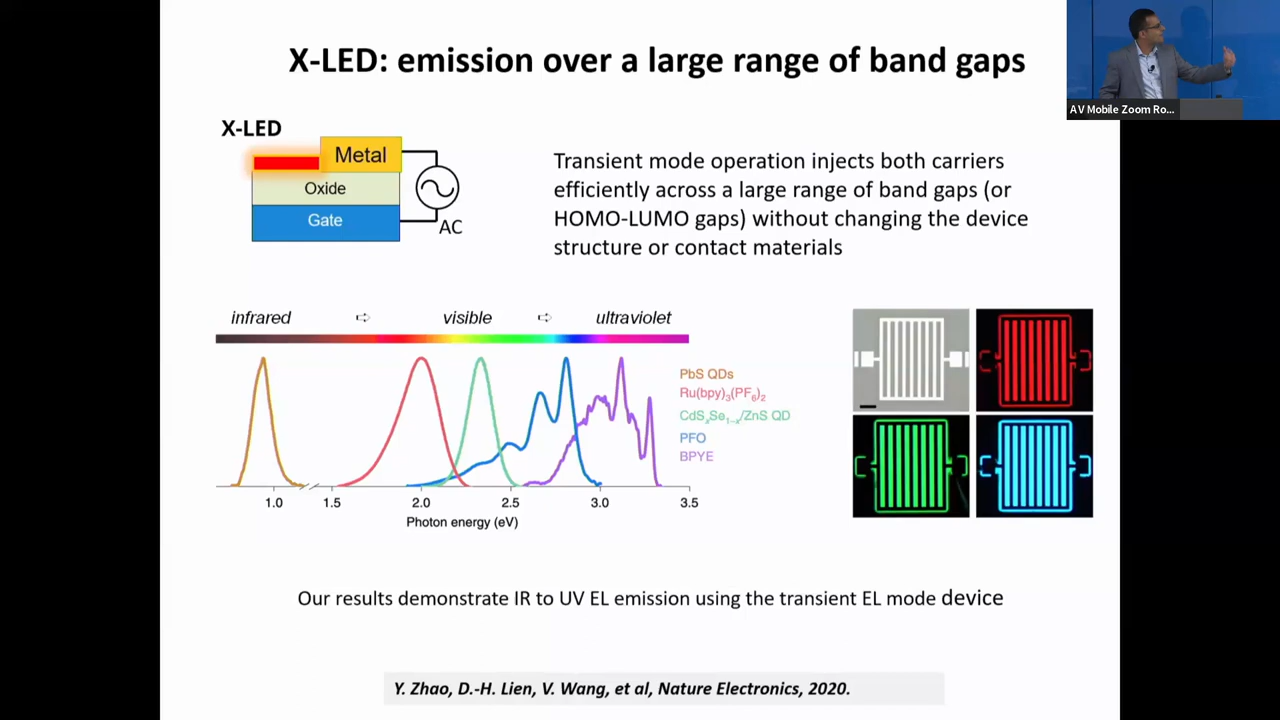 X-LED: emission over a large range of band gaps
AV Mobile Zoom Ro...
X-LED
Metal
Oxide
Gate
AC
Transient mode operation injects both carriers
efficiently across a large range of band gaps (or
HOMO-LUMO gaps) without changing the device
structure or contact materials
infrared ⇨ visible ⇨ ultraviolet
PbS QDs
Ru(bpy)₃(PF₆)₂
CdSₓSe₁₋ₓ/ZnS QD
PFO
BPYE
1.0 1.5 2.0 2.5 3.0 3.5
Photon energy (eV)
Our results demonstrate IR to UV EL emission using the transient EL mode device
Y. Zhao, D.-H. Lien, V. Wang, et al, Nature Electronics, 2020.